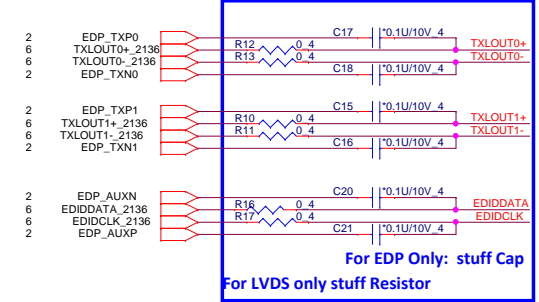 C17 *0.1U/10V_4
2 EDP_TXP0
R12 0_4 TXLOUT0+
6 TXLOUT0+_2136
R13 0_4 TXLOUT0-
6 TXLOUT0-_2136
C18 *0.1U/10V_4
2 EDP_TXN0
C15 *0.1U/10V_4
2 EDP_TXP1
R10 0_4 TXLOUT1+
6 TXLOUT1+_2136
R11 0_4 TXLOUT1-
6 TXLOUT1-_2136
C16 *0.1U/10V_4
2 EDP_TXN1
C20 *0.1U/10V_4
2 EDP_AUXN
R16 0_4 EDIDDATA
6 EDIDDATA_2136
R17 0_4 EDIDCLK
6 EDIDCLK_2136
C21 *0.1U/10V_4
2 EDP_AUXP
For EDP Only: stuff Cap
For LVDS only stuff Resistor